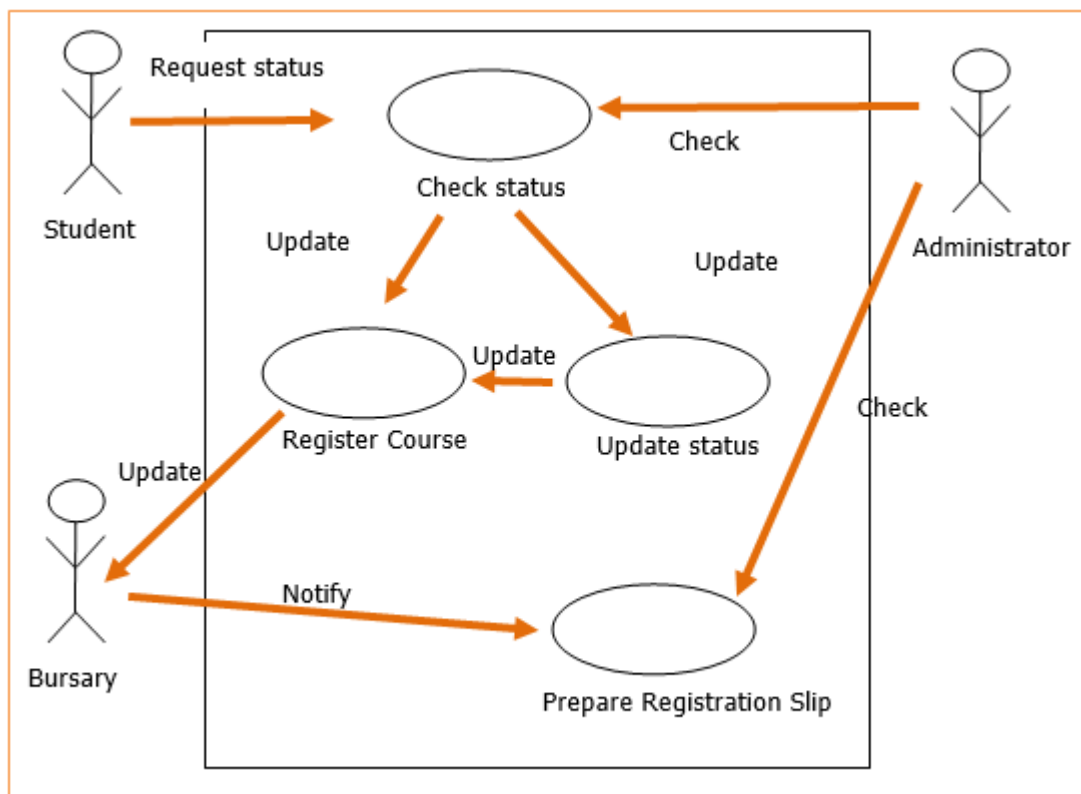 Request status
Check
Check status
Student
Administrator
Update
Update
Update
Check
Register Course
Update status
Update
Notify
Bursary
Prepare Registration Slip